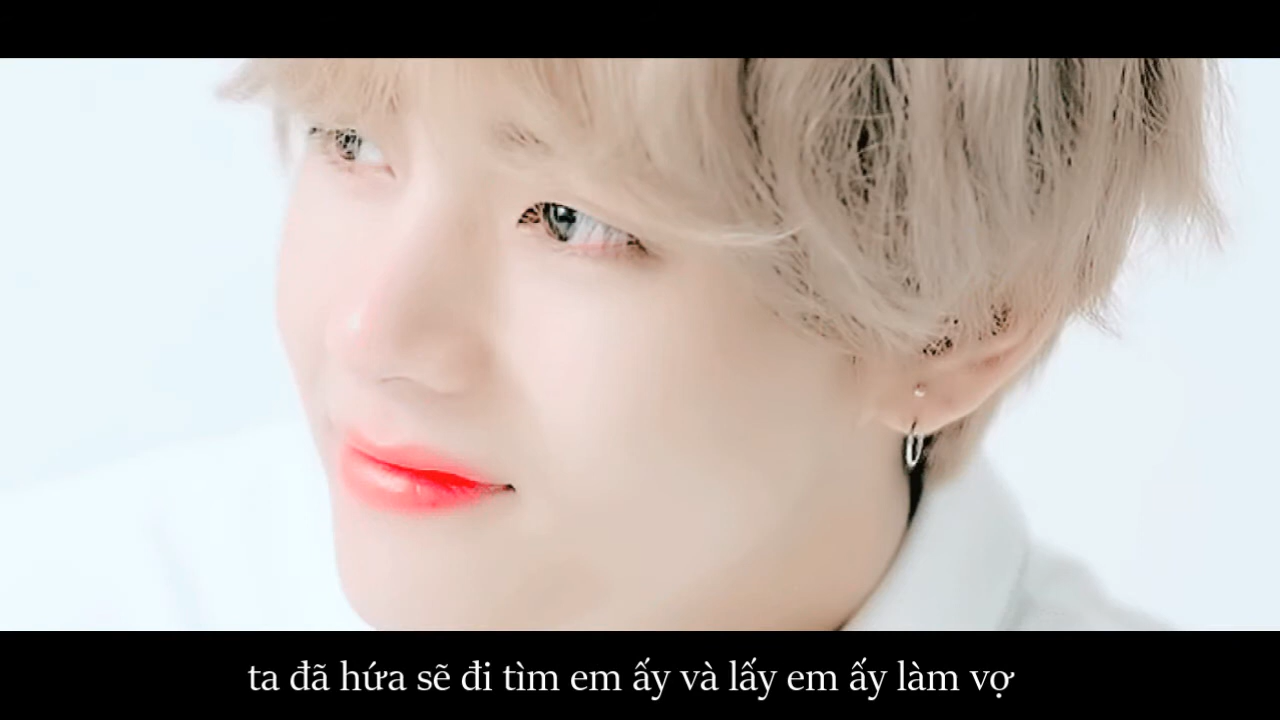 ta đã hứa sẽ đi tìm em ấy và lấy em ấy làm vợ